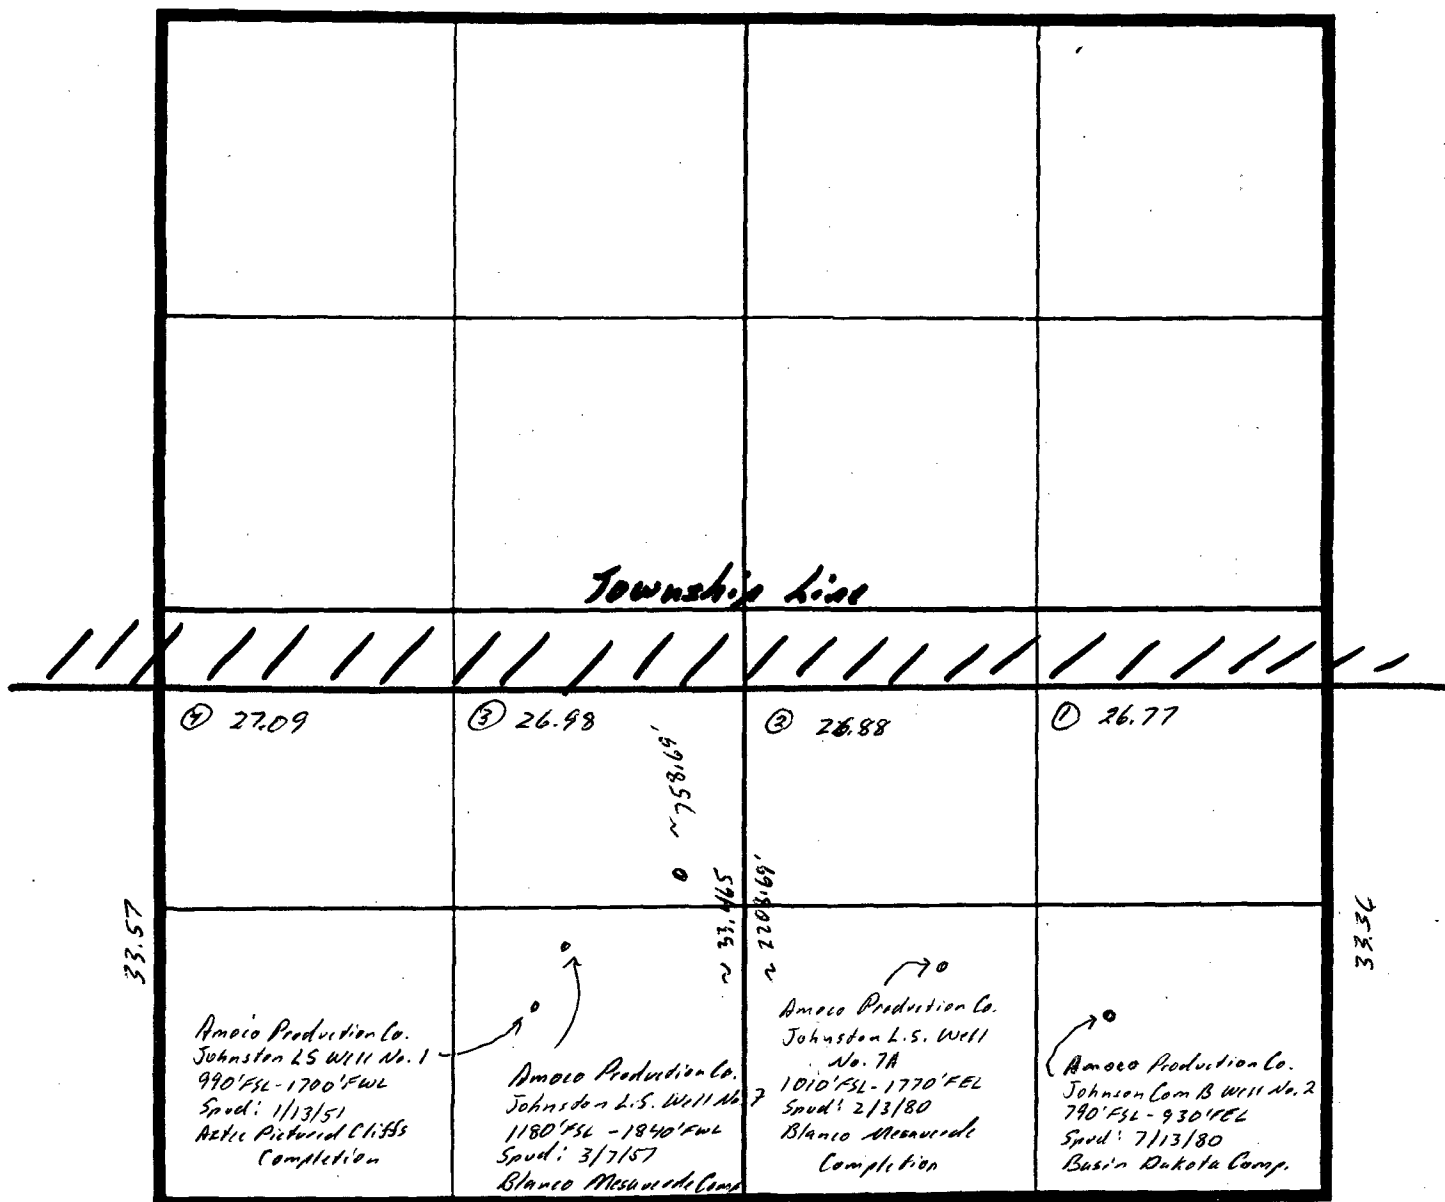 Township Line
④ 27.09
③ 26.98
② 26.88
① 26.77
~ 758.69'
~ 33.465
~ 2208.69'
33.57
33.36
Amoco Production Co.
Johnston LS Well No. 1
990'FSL-1700'FWL
Spud: 1/13/51
Aztec Pictured Cliffs
Completion
Amoco Production Co.
Johnston L.S. Well No. 7
1180'FSL - 1840'FWL
Spud: 3/7/57
Blanco Mesaverde Comp
Amoco Production Co.
Johnston L.S. Well
No. 7A
1010'FSL-1770'FEL
Spud: 2/3/80
Blanco Mesaverde
Completion
Amoco Production Co.
Johnson Com B Well No. 2
790'FSL-930'FEL
Spud: 7/13/80
Basin Dakota Comp.